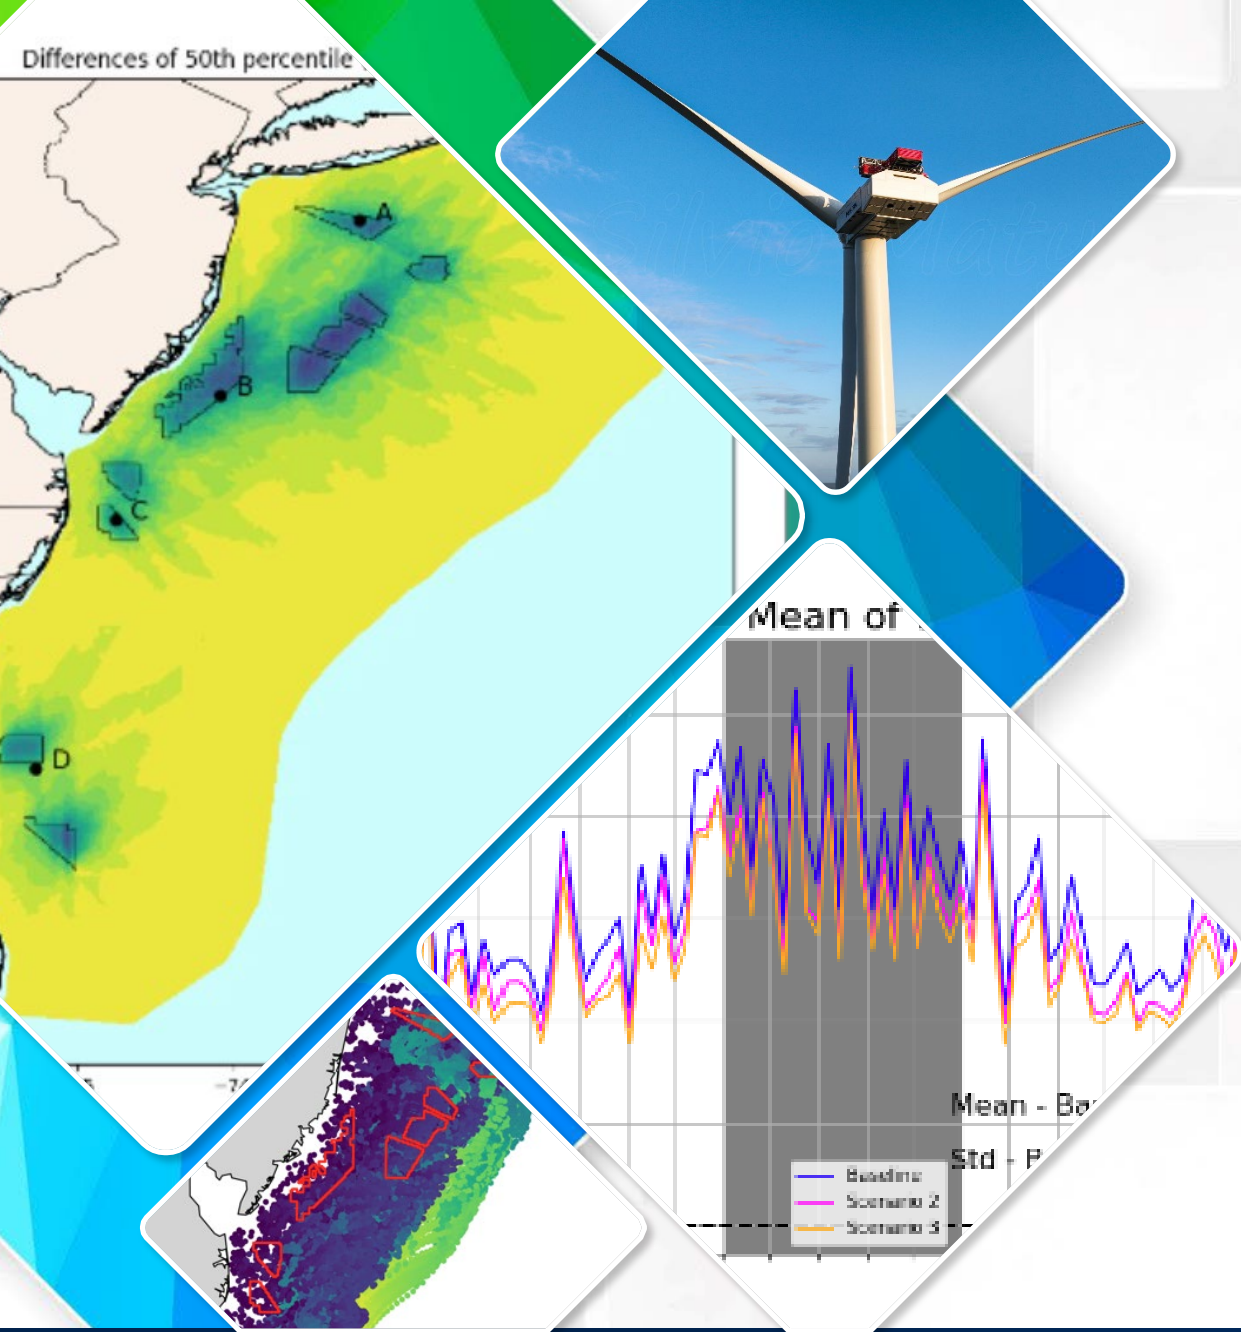 Differences of 50th percentile
A
B
C
D
Mean of
Mean - Ba
Std -
Baseline
Scenario 2
Scenario 3